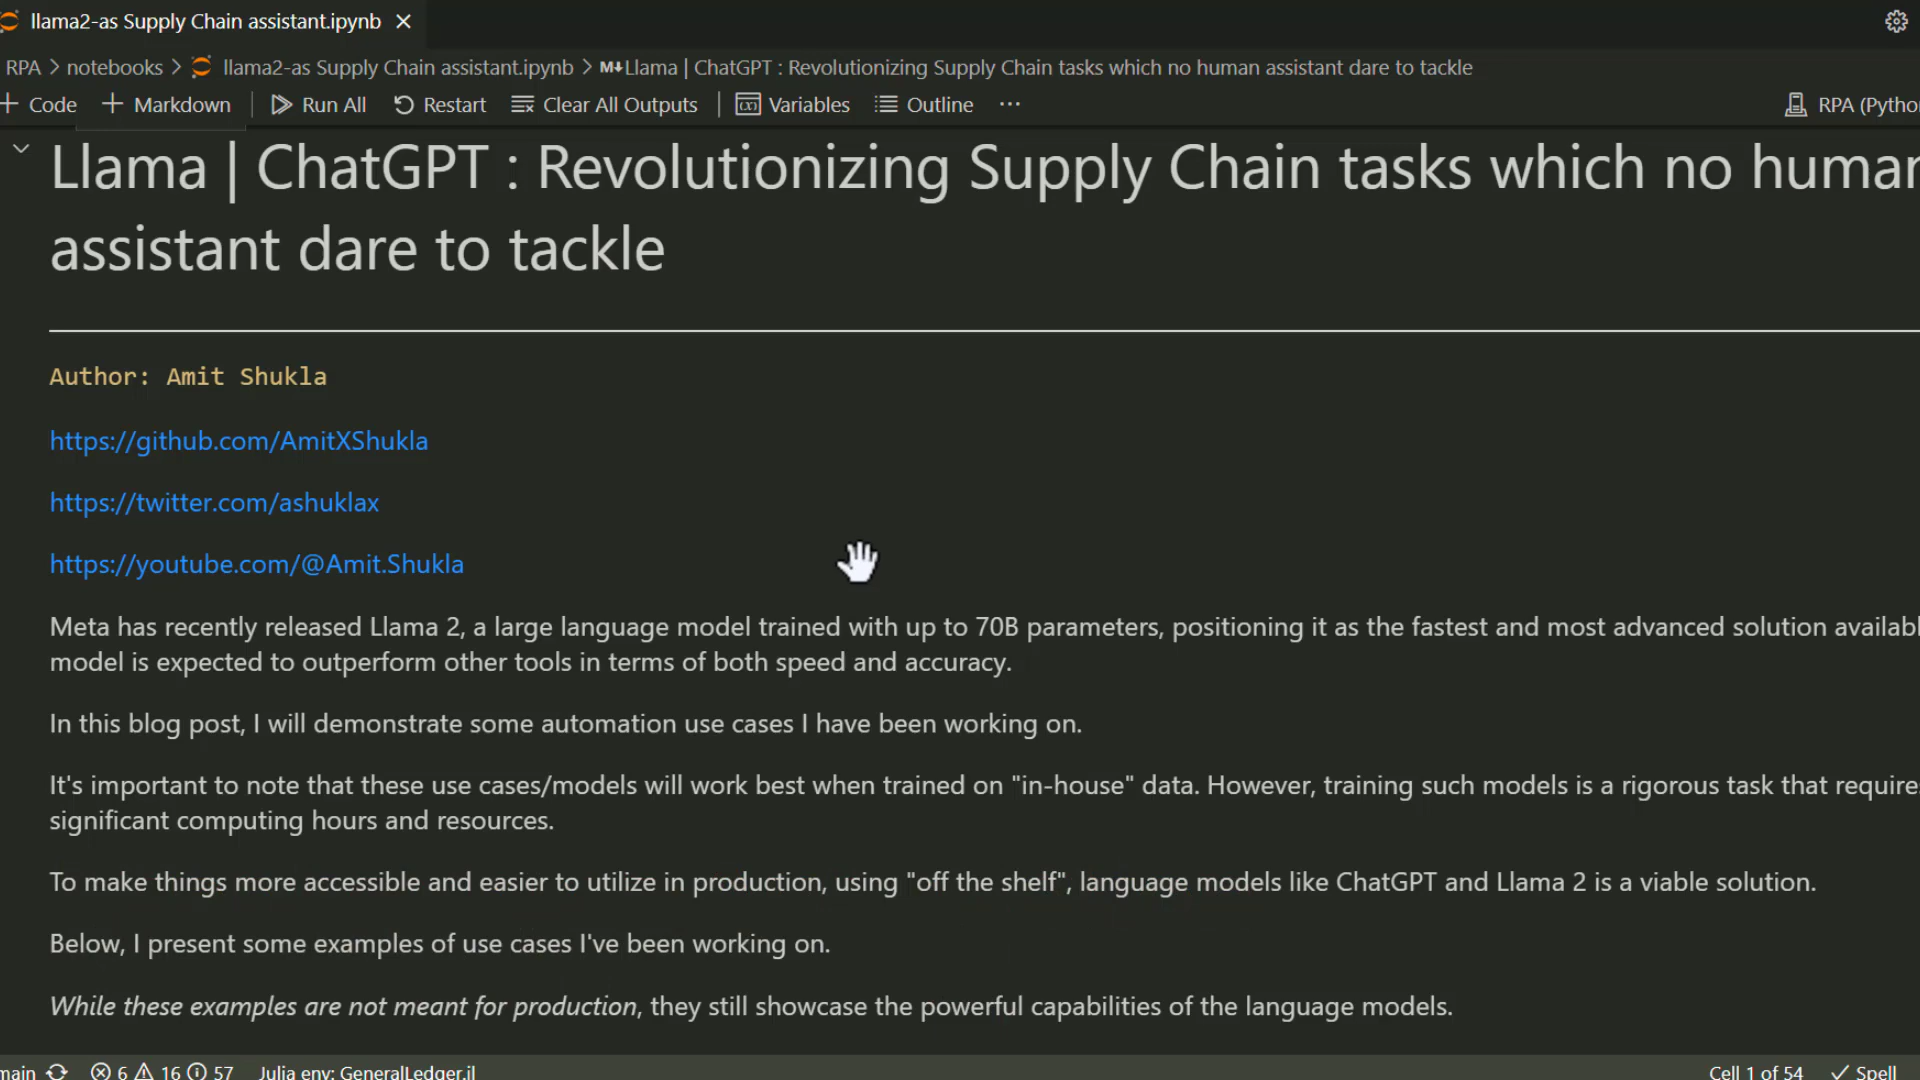 llama2-as Supply Chain assistant.ipynb
RPA > notebooks > llama2-as Supply Chain assistant.ipynb > M↓Llama | ChatGPT : Revolutionizing Supply Chain tasks which no human assistant dare to tackle
+ Code + Markdown | Run All Restart Clear All Outputs | Variables Outline ... RPA (Pytho
Llama | ChatGPT : Revolutionizing Supply Chain tasks which no human
assistant dare to tackle
Author: Amit Shukla
https://github.com/AmitXShukla
https://twitter.com/ashuklax
https://youtube.com/@Amit.Shukla
Meta has recently released Llama 2, a large language model trained with up to 70B parameters, positioning it as the fastest and most advanced solution availabl
model is expected to outperform other tools in terms of both speed and accuracy.
In this blog post, I will demonstrate some automation use cases I have been working on.
It's important to note that these use cases/models will work best when trained on "in-house" data. However, training such models is a rigorous task that require
significant computing hours and resources.
To make things more accessible and easier to utilize in production, using "off the shelf", language models like ChatGPT and Llama 2 is a viable solution.
Below, I present some examples of use cases I've been working on.
While these examples are not meant for production, they still showcase the powerful capabilities of the language models.
main 6 16 57 Julia env: GeneralLedger.jl Cell 1 of 54 Spell